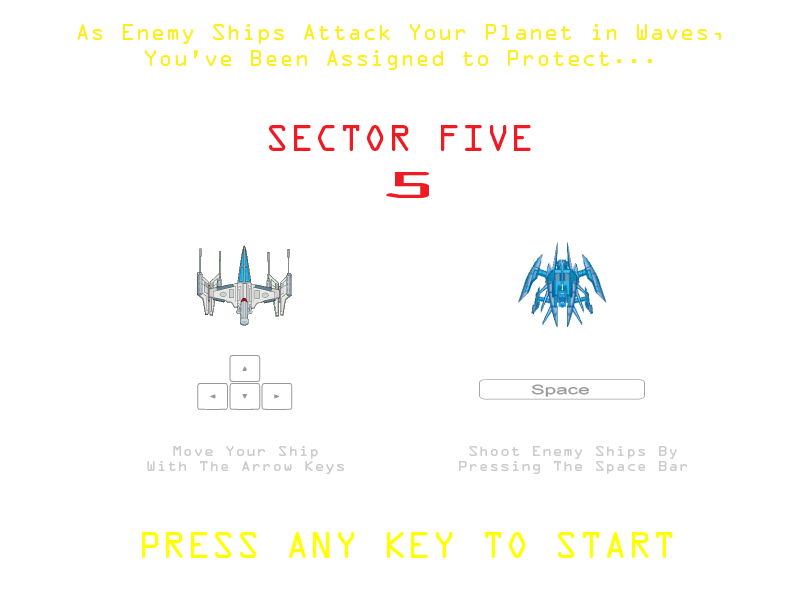 As Enemy Ships Attack Your Planet in Waves,
You've Been Assigned to Protect...
SECTOR FIVE
5
Space
Move Your Ship
With The Arrow Keys
Shoot Enemy Ships By
Pressing The Space Bar
PRESS ANY KEY TO START